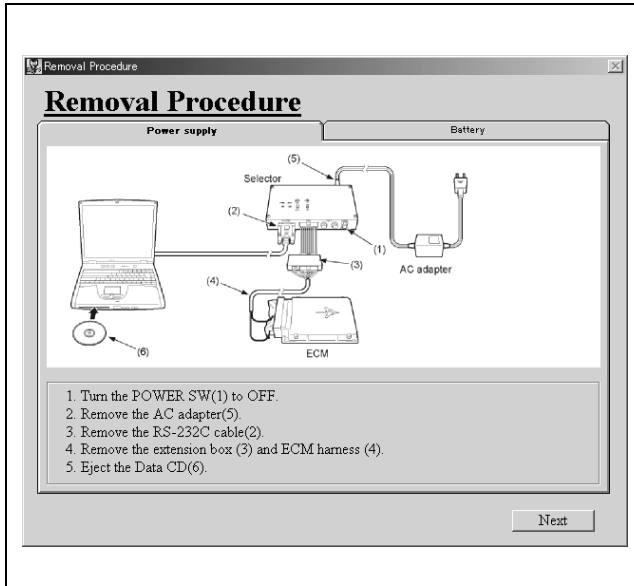 Removal Procedure
Removal Procedure
Power supply
Battery
(5)
Selector
(2)
(1)
(3)
AC adapter
(4)
(6)
ECM
1. Turn the POWER SW(1) to OFF.
2. Remove the AC adapter(5).
3. Remove the RS-232C cable(2).
4. Remove the extension box (3) and ECM harness (4).
5. Eject the Data CD(6).
Next